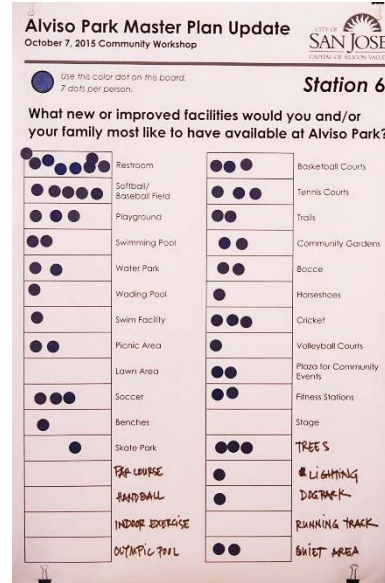 Alviso Park Master Plan Update
October 7, 2015 Community Workshop
CITY OF
SAN JOSE
CAPITAL OF SILICON VALLEY
Use this color dot on this board.
7 dots per person.
Station 6
What new or improved facilities would you and/or
your family most like to have available at Alviso Park?
Restroom
Softball/
Baseball Field
Playground
Swimming Pool
Water Park
Wading Pool
Swim Facility
Picnic Area
Lawn Area
Soccer
Benches
Skate Park
PAR COURSE
HANDBALL
INDOOR EXERCISE
OLYMPIC POOL
Basketball Courts
Tennis Courts
Trails
Community Gardens
Bocce
Horseshoes
Cricket
Volleyball Courts
Plaza for Community
Events
Fitness Stations
Stage
TREES
LIGHTING
DOGPARK
RUNNING TRACK
QUIET AREA